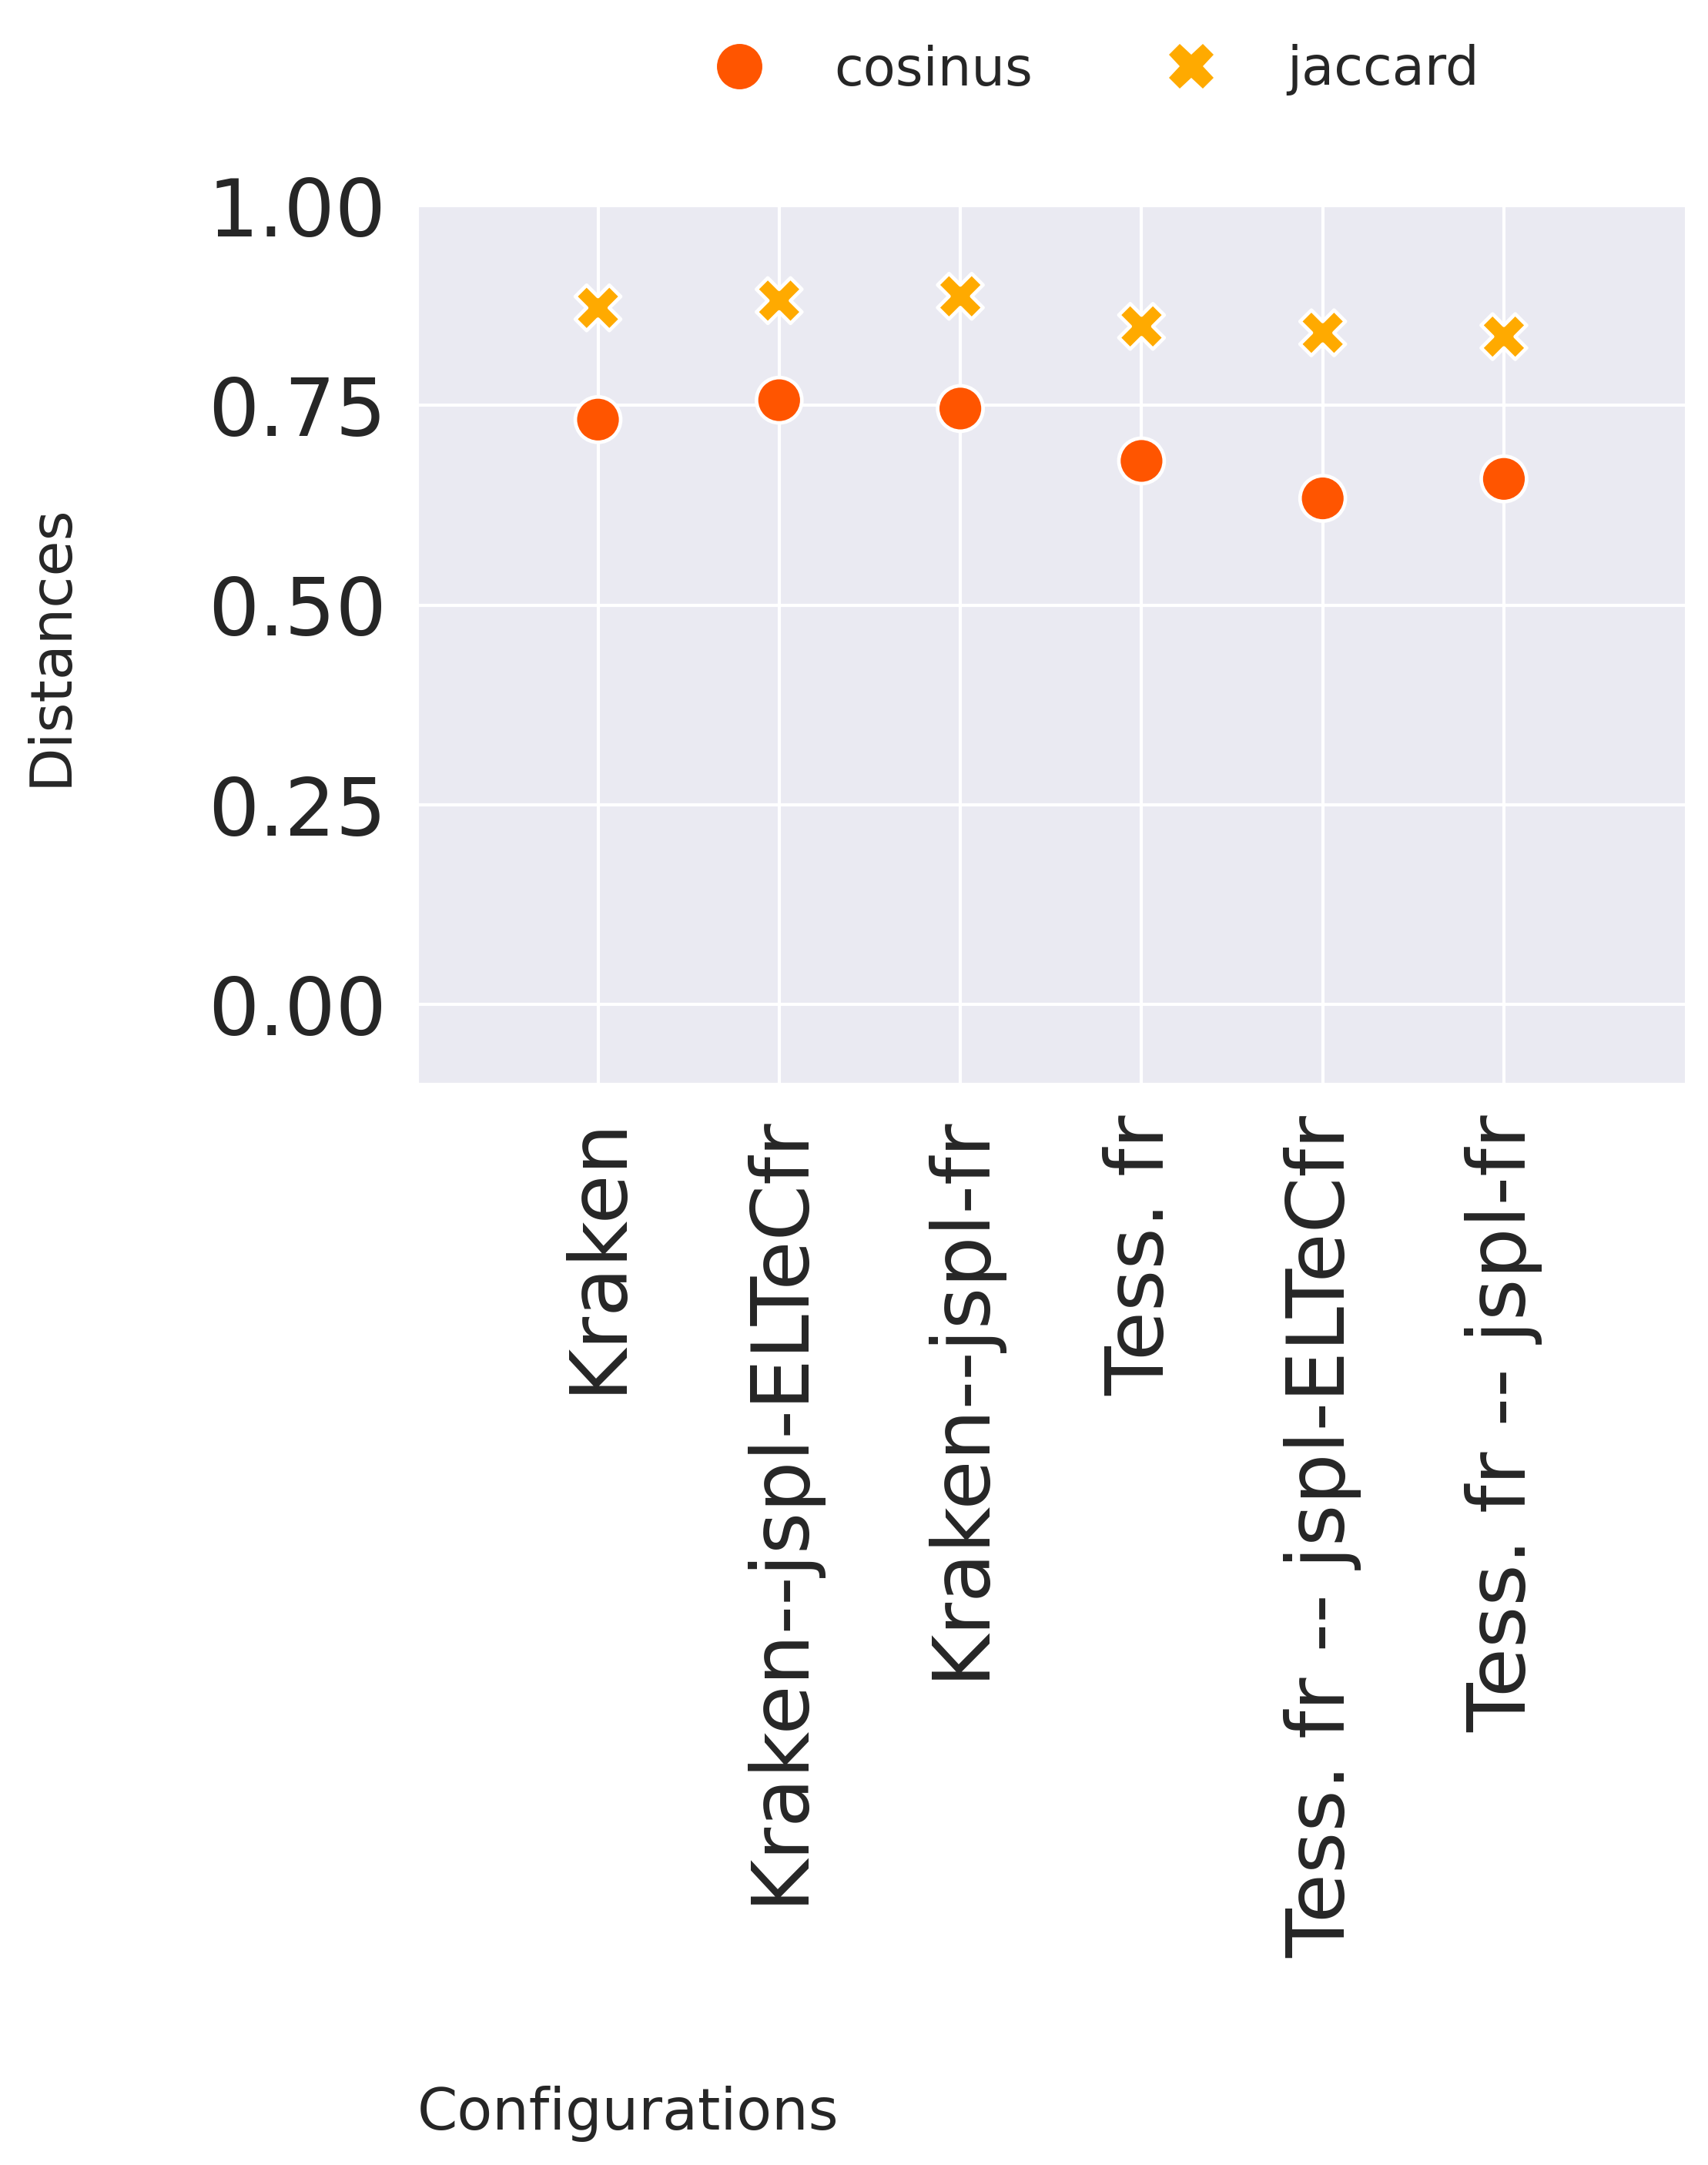 cosinus jaccard
1.00
0.75
0.50
0.25
0.00
Distances
Kraken
Kraken--jspl-ELTeCfr
Kraken--jspl-fr
Tess. fr
Tess. fr -- jspl-ELTeCfr
Tess. fr -- jspl-fr
Configurations